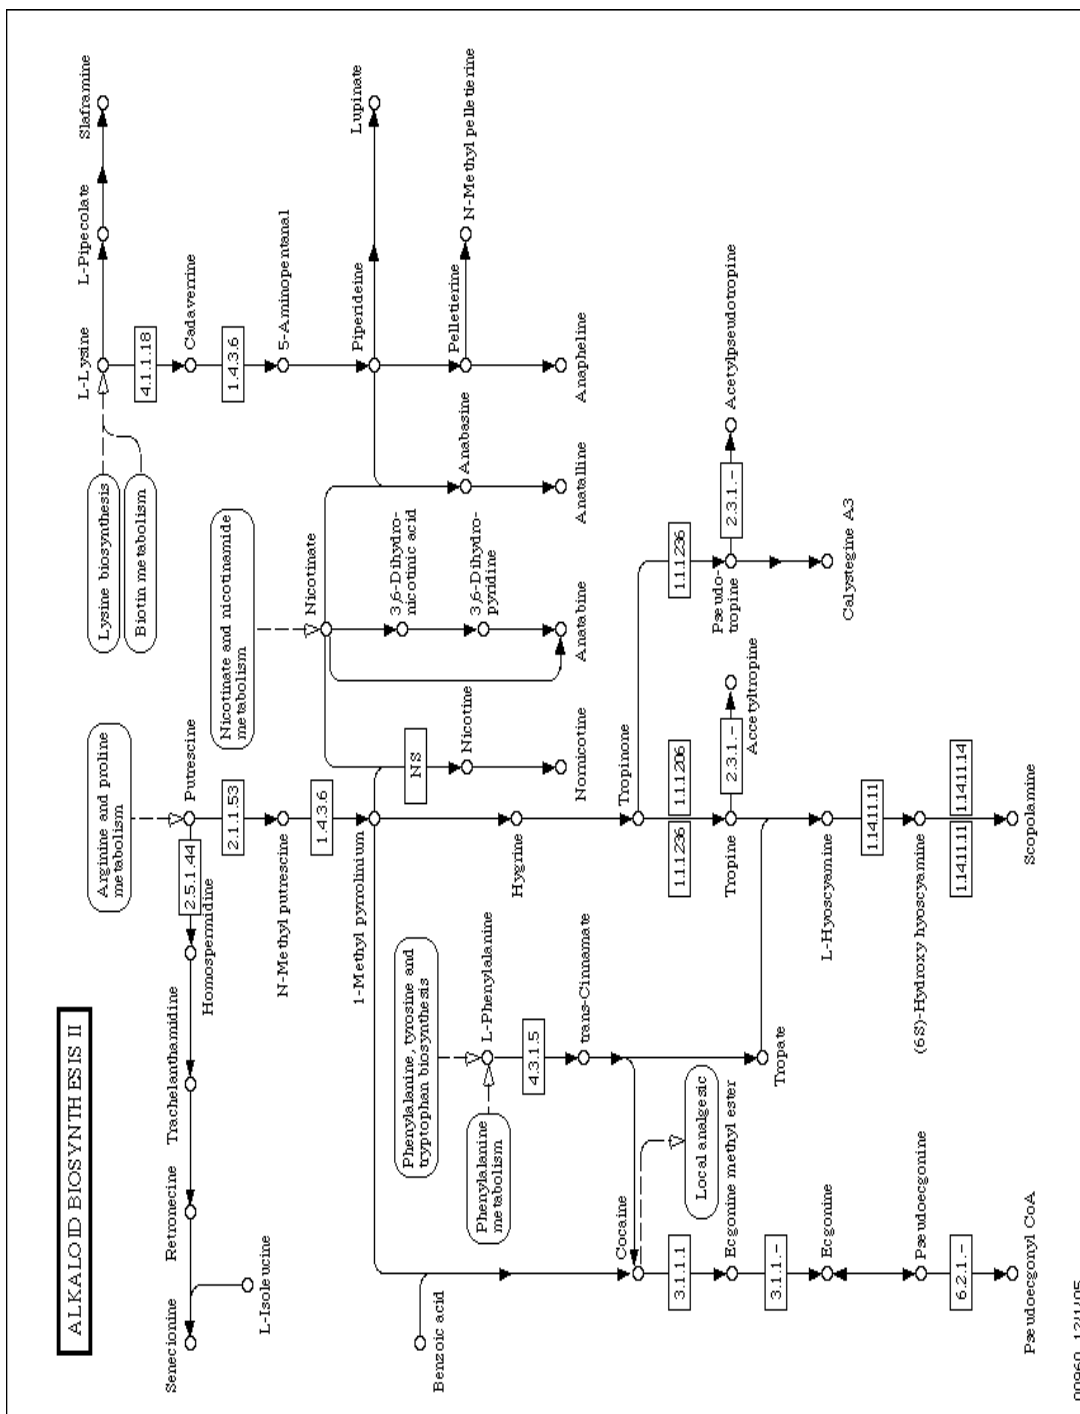 ALKALOID BIOSYNTHESIS II
Senecionine
L-Isoleucine
Retronecine
Trachelanthamidine
Homospermidine
2.5.1.44
Arginine and proline
metabolism
Putrescine
2.1.1.53
N-Methyl putrescine
1.4.3.6
1-Methyl pyrrolinium
Lysine biosynthesis
Biotin metabolism
L-Lysine
L-Pipecolate
Slaframine
4.1.1.18
Cadaverrine
1.4.3.6
5-Aminopentanal
Piperideine
Lupinate
Pelletierine
N-Methyl pelletierine
Anapheline
Nicotinate and nicotinamide
metabolism
Nicotinate
3,6-Dihydro-
nicotinic acid
3,6-Dihydro-
pyridine
Anatabine
Anabasine
Anatalline
NS
Nicotine
Nornicotine
Benzoic acid
Phenylalanine, tyrosine and
tryptophan biosynthesis
Phenylalanine
metabolism
L-Phenylalanine
4.3.1.5
trans-Cinnamate
Hygrine
Tropinone
Cocaine
Local analgesic
3.1.1.1
Ecgonine methyl ester
3.1.1.-
Ecgonine
Pseudoecgonine
6.2.1.-
Pseudoecgonyl CoA
Tropate
1.1.1.236
1.1.1.206
1.1.1.236
Tropine
2.3.1.-
Accetyltropine
Pseudo-
tropine
2.3.1.-
Acetylpseudotropine
Calystegine A3
L-Hyoscyamine
1.14.11.11
(6S)-Hydroxy hyoscyamine
1.14.11.11
1.14.11.14
Scopolamine
00960 12/1/05